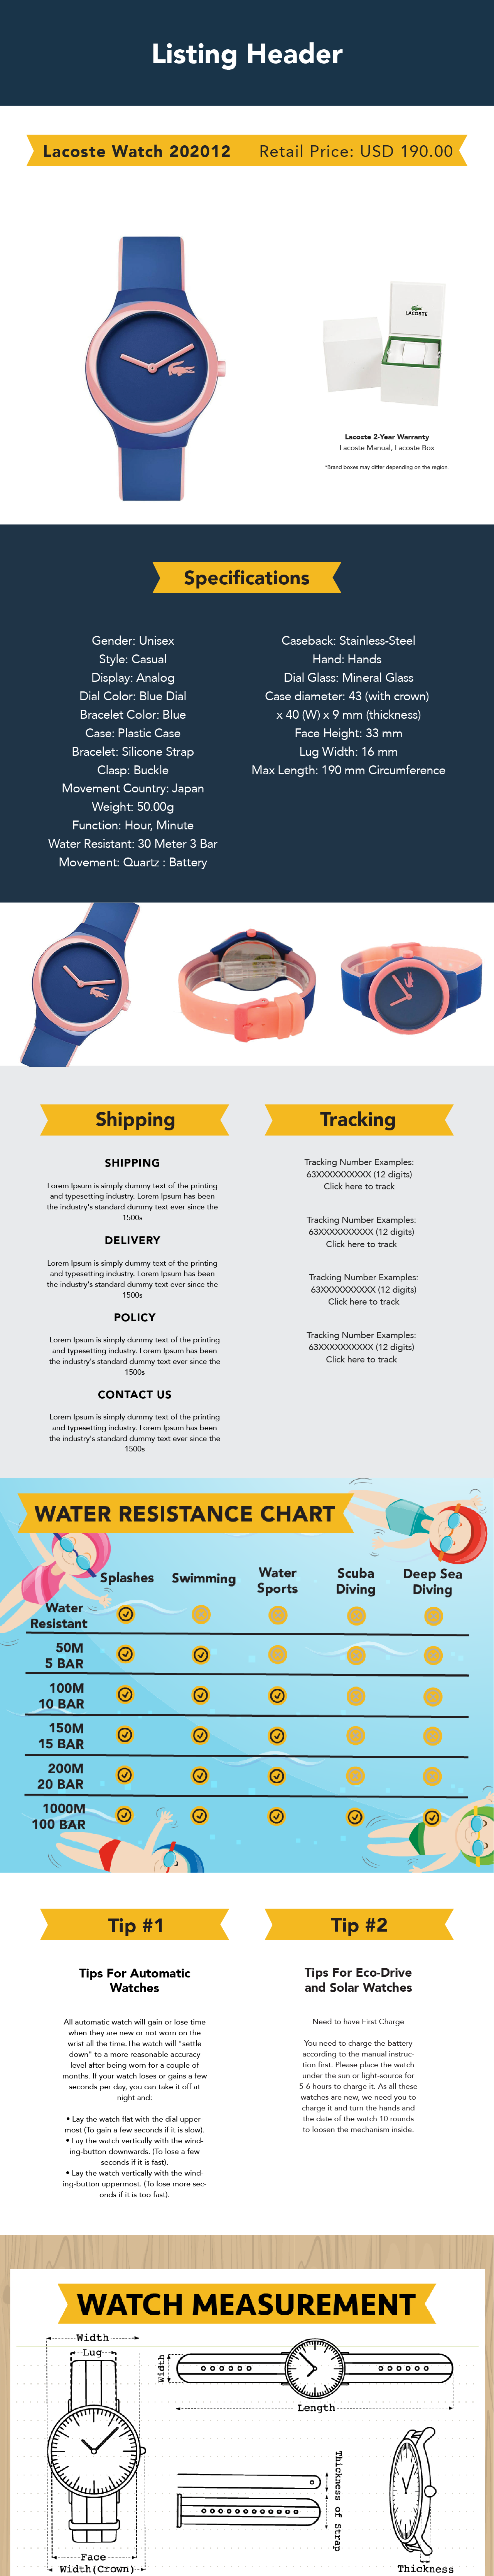 Listing Header
Lacoste Watch 202012 Retail Price: USD 190.00
LACOSTE
Lacoste 2-Year Warranty
Lacoste Manual, Lacoste Box
*Brand boxes may differ depending on the region.
Specifications
Gender: Unisex
Style: Casual
Display: Analog
Dial Color: Blue Dial
Bracelet Color: Blue
Case: Plastic Case
Bracelet: Silicone Strap
Clasp: Buckle
Movement Country: Japan
Weight: 50.00g
Function: Hour, Minute
Water Resistant: 30 Meter 3 Bar
Movement: Quartz : Battery
Caseback: Stainless-Steel
Hand: Hands
Dial Glass: Mineral Glass
Case diameter: 43 (with crown)
x 40 (W) x 9 mm (thickness)
Face Height: 33 mm
Lug Width: 16 mm
Max Length: 190 mm Circumference
Shipping
SHIPPING
Lorem Ipsum is simply dummy text of the printing
and typesetting industry. Lorem Ipsum has been
the industry's standard dummy text ever since the
1500s
DELIVERY
Lorem Ipsum is simply dummy text of the printing
and typesetting industry. Lorem Ipsum has been
the industry's standard dummy text ever since the
1500s
POLICY
Lorem Ipsum is simply dummy text of the printing
and typesetting industry. Lorem Ipsum has been
the industry's standard dummy text ever since the
1500s
CONTACT US
Lorem Ipsum is simply dummy text of the printing
and typesetting industry. Lorem Ipsum has been
the industry's standard dummy text ever since the
1500s
Tracking
Tracking Number Examples:
63XXXXXXXXXX (12 digits)
Click here to track
Tracking Number Examples:
63XXXXXXXXXX (12 digits)
Click here to track
Tracking Number Examples:
63XXXXXXXXXX (12 digits)
Click here to track
Tracking Number Examples:
63XXXXXXXXXX (12 digits)
Click here to track
WATER RESISTANCE CHART
Splashes Swimming Water Sports Scuba Diving Deep Sea Diving
Water
Resistant
50M
5 BAR
100M
10 BAR
150M
15 BAR
200M
20 BAR
1000M
100 BAR
Tip #1
Tips For Automatic
Watches
All automatic watch will gain or lose time
when they are new or not worn on the
wrist all the time.The watch will "settle
down" to a more reasonable accuracy
level after being worn for a couple of
months. If your watch loses or gains a few
seconds per day, you can take it off at
night and:
• Lay the watch flat with the dial upper-
most (To gain a few seconds if it is slow).
• Lay the watch vertically with the wind-
ing-button downwards. (To lose a few
seconds if it is fast).
• Lay the watch vertically with the wind-
ing-button uppermost. (To lose more sec-
onds if it is too fast).
Tip #2
Tips For Eco-Drive
and Solar Watches
Need to have First Charge
You need to charge the battery
according to the manual instruc-
tion first. Please place the watch
under the sun or light-source for
5-6 hours to charge it. As all these
watches are new, we need you to
charge it and turn the hands and
the date of the watch 10 rounds
to loosen the mechanism inside.
WATCH MEASUREMENT
Width
Lug
Width
Length
Thickness of Strap
Face
Width(Crown)
Thickness